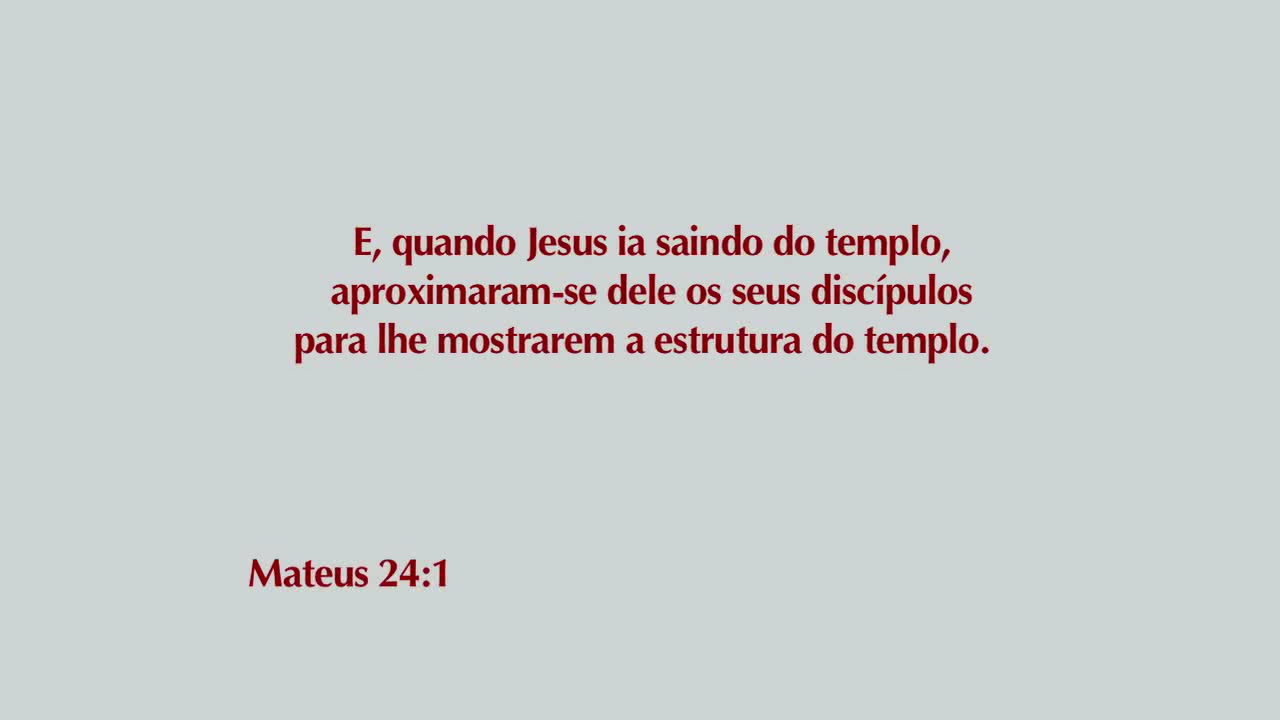 E, quando Jesus ia saindo do templo,
aproximaram-se dele os seus discípulos
para lhe mostrarem a estrutura do templo.
Mateus 24:1